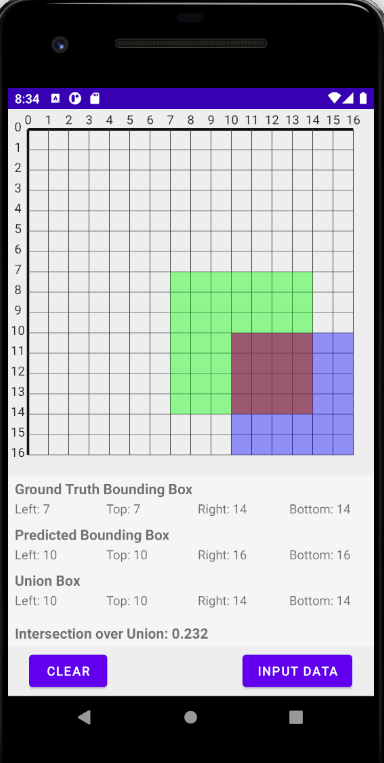 8:34
0 1 2 3 4 5 6 7 8 9 10 11 12 13 14 15 16
0
1
2
3
4
5
6
7
8
9
10
11
12
13
14
15
16
Ground Truth Bounding Box
Left: 7 Top: 7 Right: 14 Bottom: 14
Predicted Bounding Box
Left: 10 Top: 10 Right: 16 Bottom: 16
Union Box
Left: 10 Top: 10 Right: 14 Bottom: 14
Intersection over Union: 0.232
CLEAR INPUT DATA